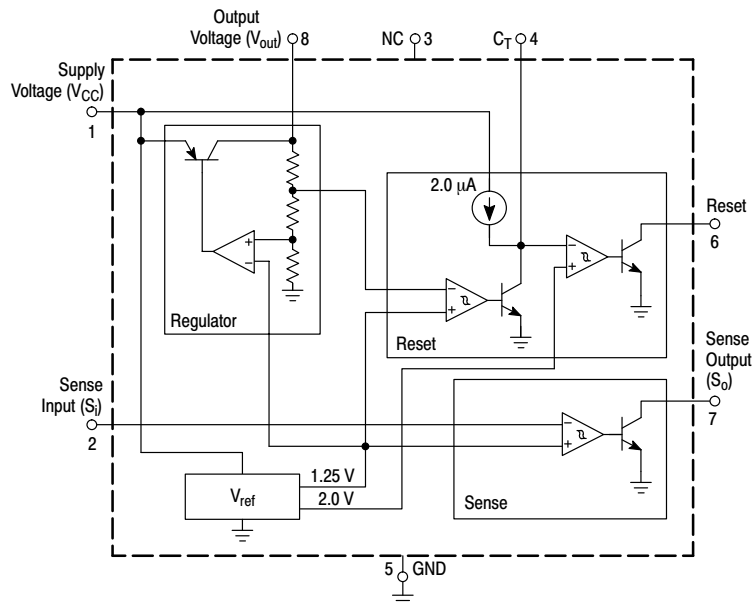 Output
Voltage (Vout) 8
NC 3
CT 4
Supply
Voltage (VCC)
1
2.0 μA
Reset
6
+
−
−
+
−
+
Regulator
Reset
Sense
Output
(So)
7
Sense
Input (Si)
2
−
+
1.25 V
Vref
2.0 V
Sense
5 GND